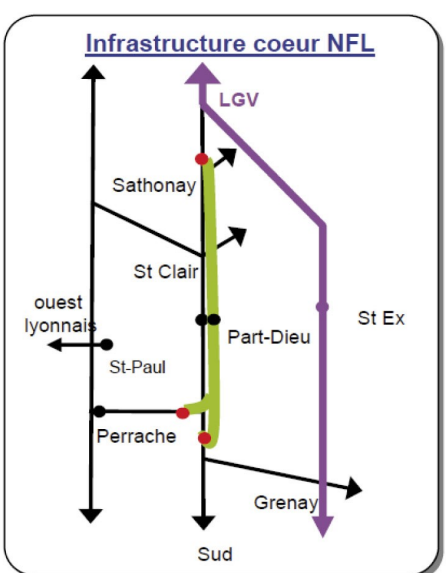 Infrastructure coeur NFL
LGV
Sathonay
St Clair
ouest
lyonnais
St Ex
Part-Dieu
St-Paul
Perrache
Grenay
Sud